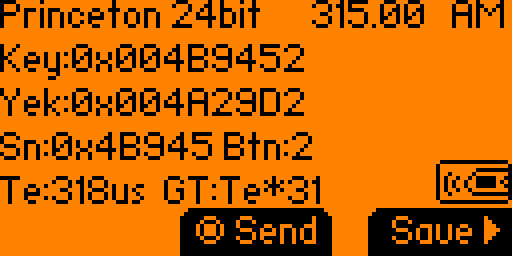 Princeton 24bit 315.00 AM
Key:0x004B9452
Yek:0x004A29D2
Sn:0x4B945 Btn:2
Te:318us GT:Te*31
Send Save